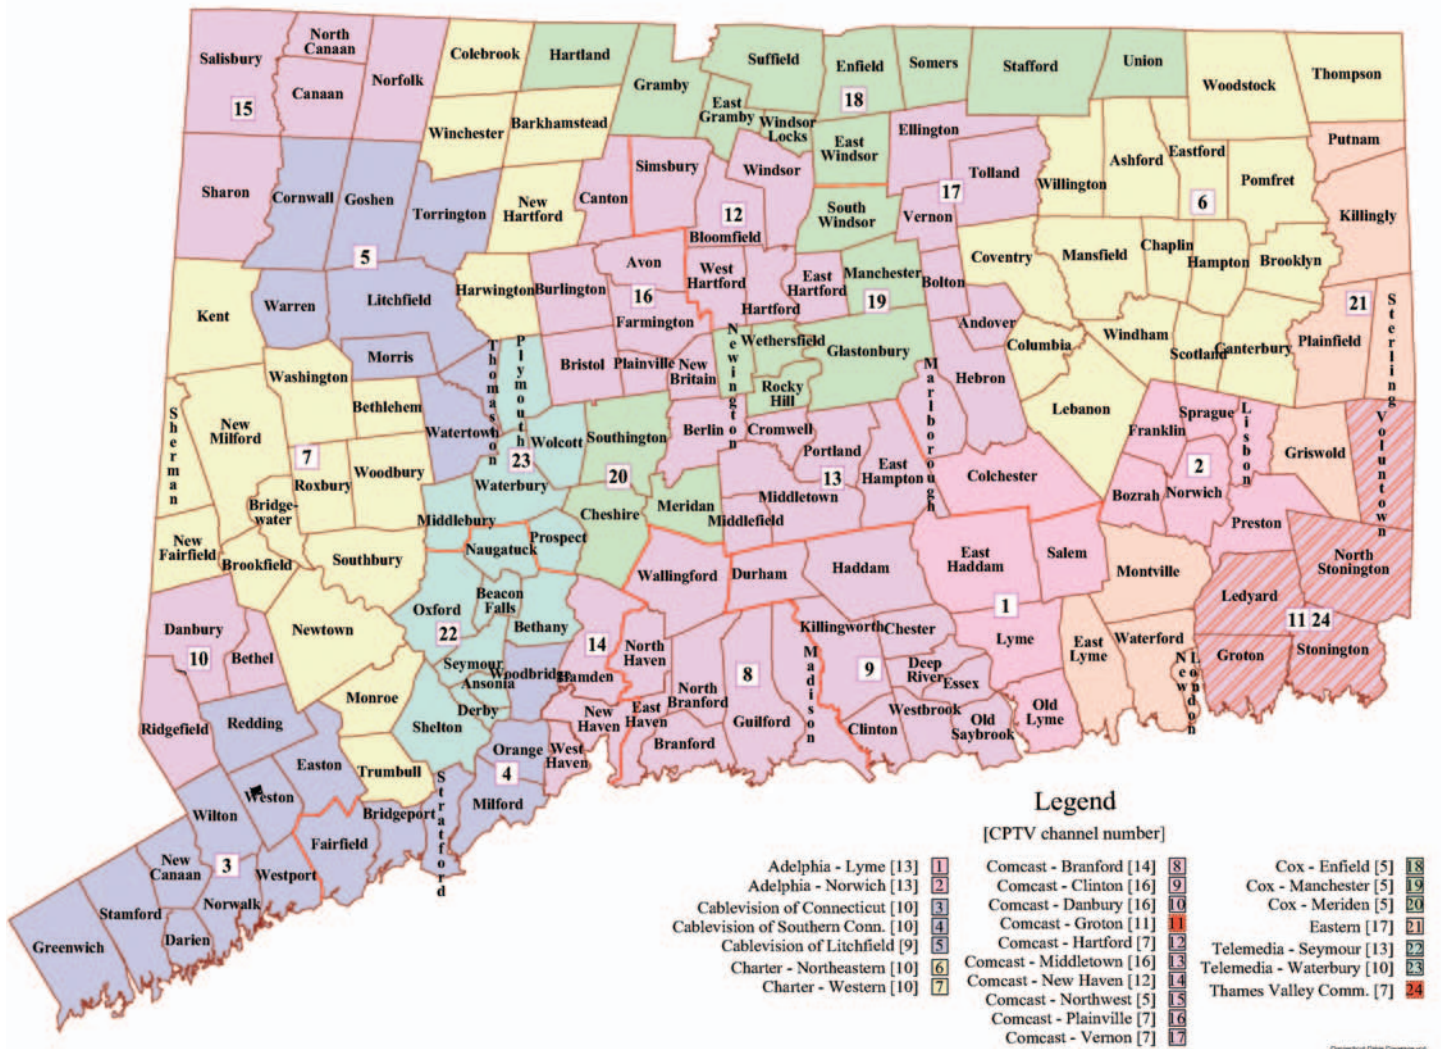 Salisbury
North
Canaan
Canaan
Norfolk
15
Colebrook
Hartland
Winchester
Barkhamstead
Gramby
Suffield
East
Gramby
Windsor
Locks
Enfield
18
Somers
Stafford
Union
Woodstock
Thompson
East
Windsor
Ellington
Tolland
17
Vernon
South
Windsor
Willington
Ashford
Eastford
6
Pomfret
Putnam
Killingly
Sharon
Cornwall
Goshen
Torrington
5
New
Hartford
Canton
Simsbury
Windsor
12
Bloomfield
Avon
16
Farmington
West
Hartford
Hartford
East
Hartford
Manchester
19
Bolton
Coventry
Mansfield
Chaplin
Hampton
Brooklyn
Kent
Warren
Litchfield
Harwington
Burlington
Morris
Bristol
Plainville
New
Britain
Newington
Wethersfield
Rocky
Hill
Glastonbury
Andover
Hebron
Marlborough
Columbia
Windham
Scotland
Canterbury
Plainfield
21
Sterling
Sherman
New
Milford
Washington
Bethlehem
7
Roxbury
Woodbury
Bridge-
water
Watertown
Thomaston
Plymouth
23
Wolcott
Waterbury
Southington
20
Cheshire
Meridan
Berlin
Cromwell
Portland
13
Middletown
Middlefield
East
Hampton
Colchester
Lebanon
Franklin
Sprague
Lisbon
2
Bozrah
Norwich
Preston
Griswold
Voluntown
New
Fairfield
Brookfield
Southbury
Middlebury
Naugatuck
Prospect
Oxford
Beacon
Falls
22
Bethany
Seymour
Woodbridge
Ansonia
Derby
Shelton
Wallingford
Durham
Haddam
East
Haddam
Salem
1
Lyme
Montville
East
Lyme
Waterford
New
London
Ledyard
North
Stonington
11 24
Groton
Stonington
Danbury
10
Bethel
Newtown
Monroe
Ridgefield
Redding
Easton
Trumbull
Hamden
14
North
Haven
New
Haven
East
Haven
West
Haven
North
Branford
8
Branford
Guilford
Madison
Killingworth
Chester
9
Deep
River
Essex
Westbrook
Clinton
Old
Saybrook
Old
Lyme
Orange
4
Milford
Stratford
Bridgeport
Fairfield
Weston
Wilton
New
Canaan
3
Westport
Norwalk
Darien
Stamford
Greenwich
Legend
[CPTV channel number]
Adelphia - Lyme [13] 1
Adelphia - Norwich [13] 2
Cablevision of Connecticut [10] 3
Cablevision of Southern Conn. [10] 4
Cablevision of Litchfield [9] 5
Charter - Northeastern [10] 6
Charter - Western [10] 7
Comcast - Branford [14] 8
Comcast - Clinton [16] 9
Comcast - Danbury [16] 10
Comcast - Groton [11] 11
Comcast - Hartford [7] 12
Comcast - Middletown [16] 13
Comcast - New Haven [12] 14
Comcast - Northwest [5] 15
Comcast - Plainville [7] 16
Comcast - Vernon [7] 17
Cox - Enfield [5] 18
Cox - Manchester [5] 19
Cox - Meriden [5] 20
Eastern [17] 21
Telemedia - Seymour [13] 22
Telemedia - Waterbury [10] 23
Thames Valley Comm. [7] 24